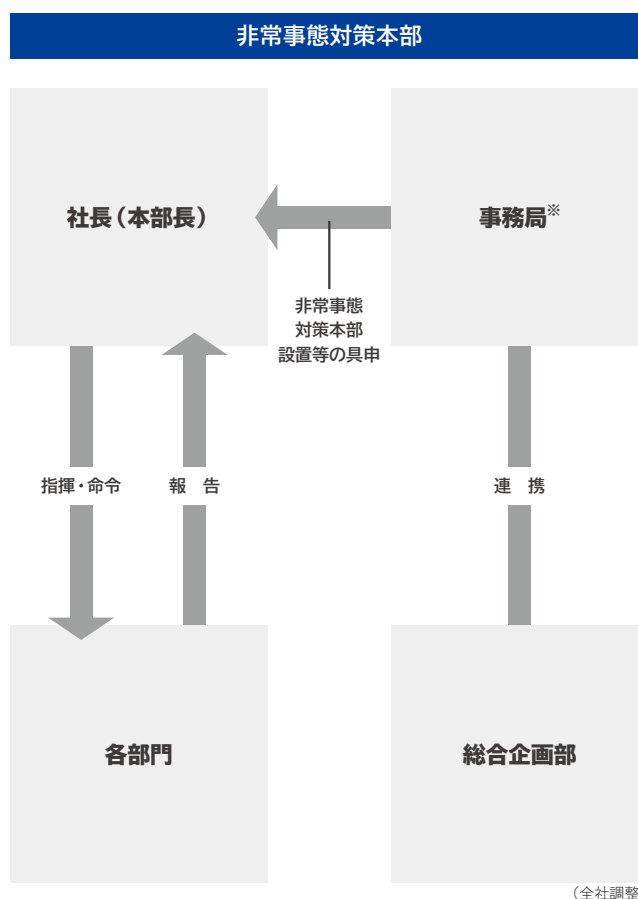 非常事態対策本部
社長（本部長）
事務局※
非常事態
対策本部
設置等の具申
指揮・命令
報　告
連　携
各部門
総合企画部
（全社調整